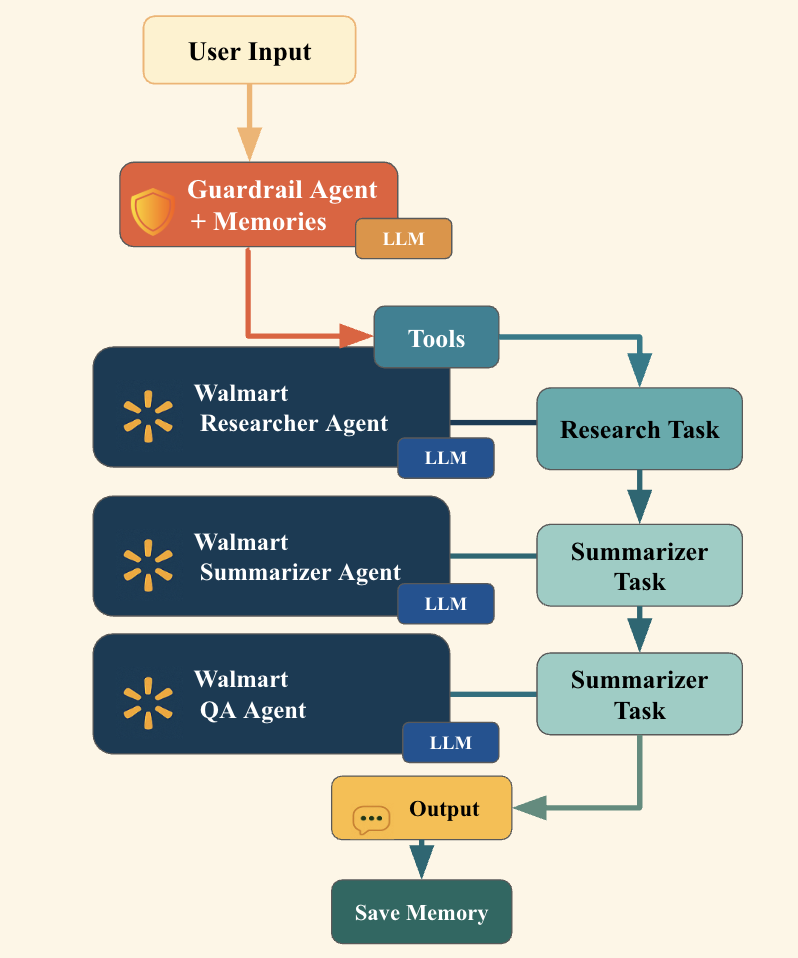 User Input
Guardrail Agent
+ Memories
LLM
Tools
Walmart
Researcher Agent
LLM
Research Task
Walmart
Summarizer Agent
LLM
Summarizer
Task
Walmart
QA Agent
LLM
Summarizer
Task
Output
Save Memory